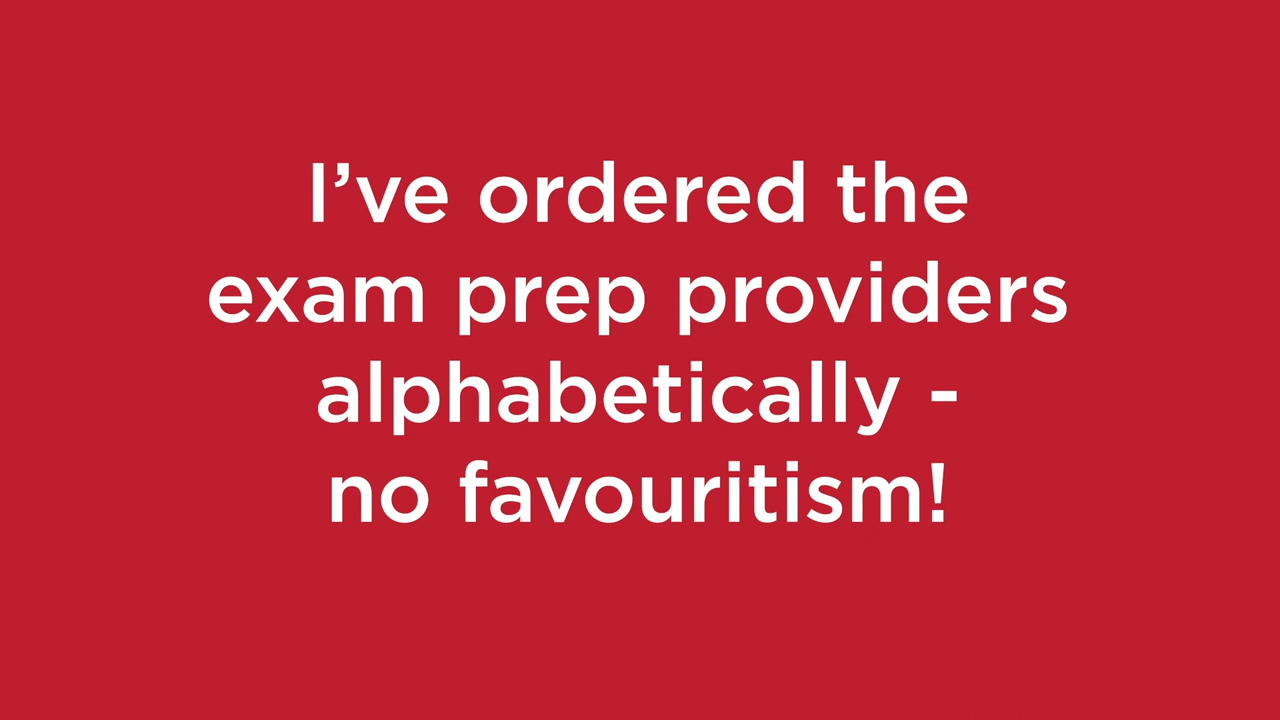 I’ve ordered the
exam prep providers
alphabetically -
no favouritism!